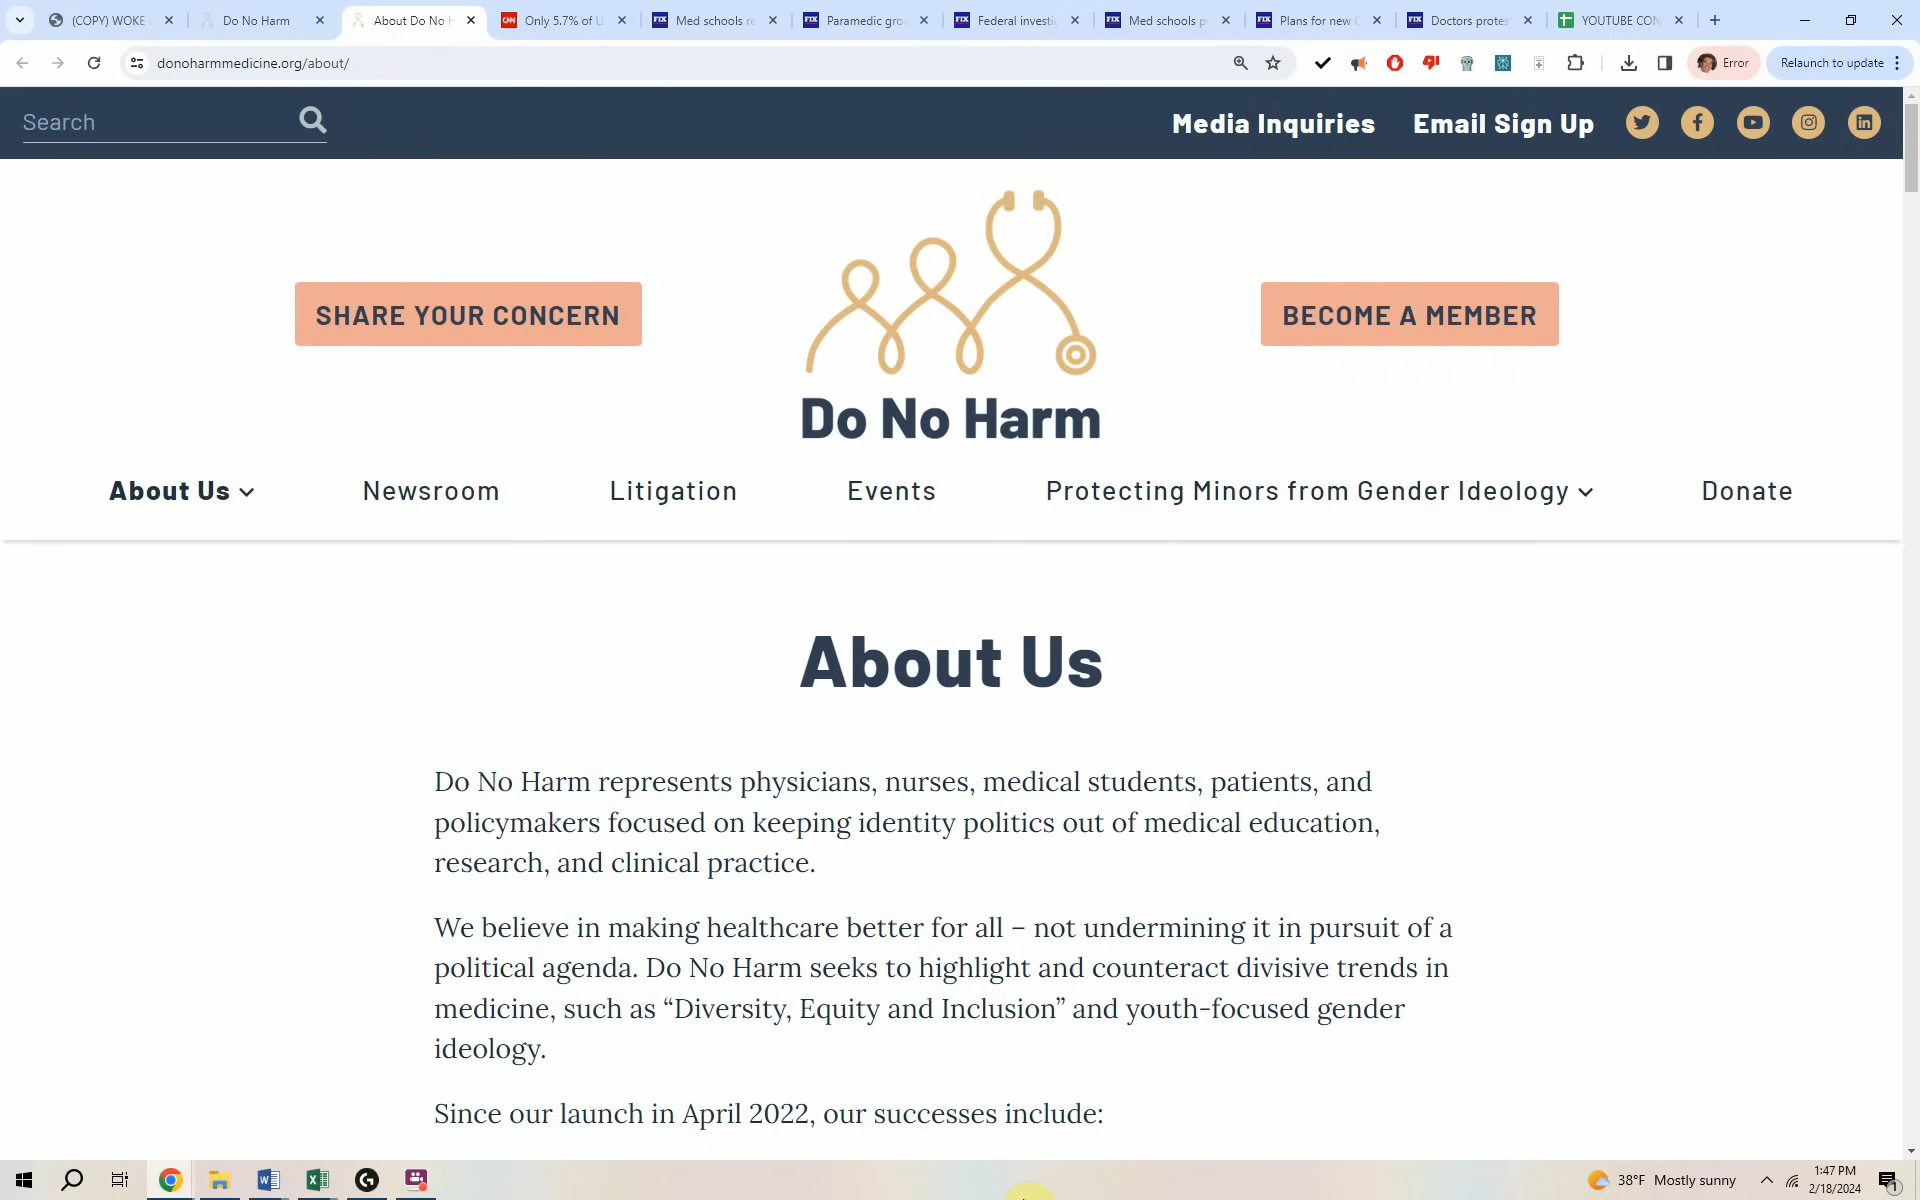 (COPY) WOKE
Do No Harm
About Do No H
Only 5.7% of U
Med schools re
Paramedic gro
Federal investi
Med schools p
Plans for new
Doctors protes
YOUTUBE CON
donoharmmedicine.org/about/
Error
Relaunch to update
Search
Media Inquiries
Email Sign Up
SHARE YOUR CONCERN
BECOME A MEMBER
Do No Harm
About Us
Newsroom
Litigation
Events
Protecting Minors from Gender Ideology
Donate
About Us
Do No Harm represents physicians, nurses, medical students, patients, and
policymakers focused on keeping identity politics out of medical education,
research, and clinical practice.
We believe in making healthcare better for all – not undermining it in pursuit of a
political agenda. Do No Harm seeks to highlight and counteract divisive trends in
medicine, such as “Diversity, Equity and Inclusion” and youth-focused gender
ideology.
Since our launch in April 2022, our successes include:
38°F Mostly sunny
1:47 PM
2/18/2024